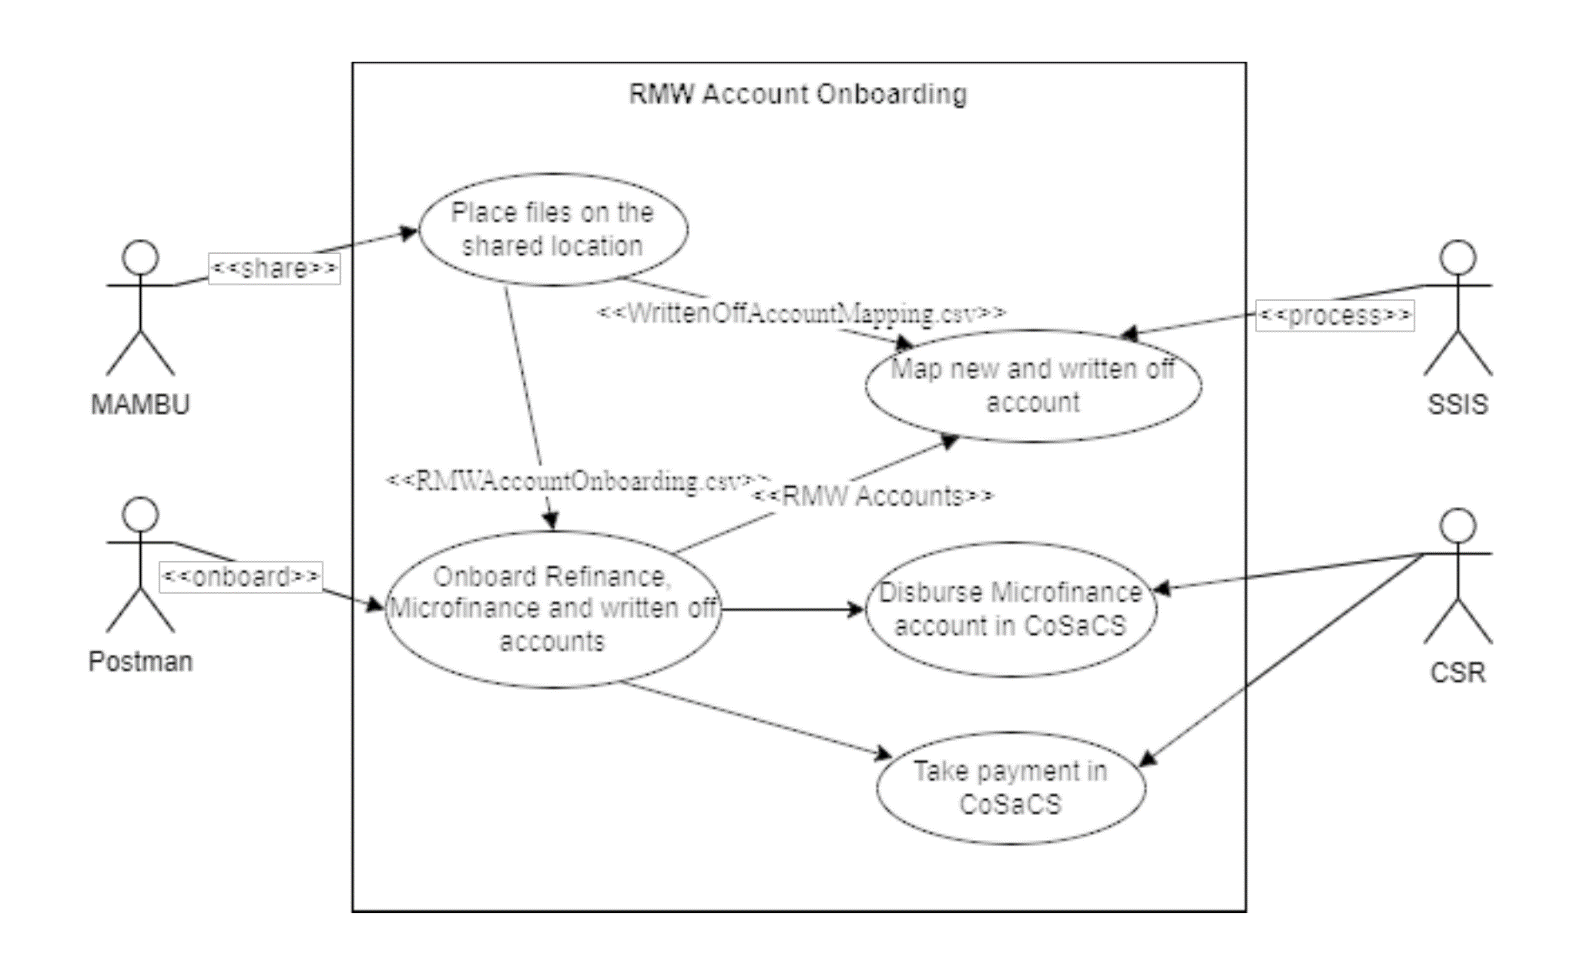 RMW Account Onboarding
Place files on the
shared location
<<share>>
<<WrittenOffAccountMapping.csv>>
<<process>>
Map new and written off
account
MAMBU
SSIS
<<RMWAccountOnboarding.csv>>
<<RMW Accounts>>
<<onboard>>
Onboard Refinance,
Microfinance and written off
accounts
Disburse Microfinance
account in CoSaCS
Postman
CSR
Take payment in
CoSaCS